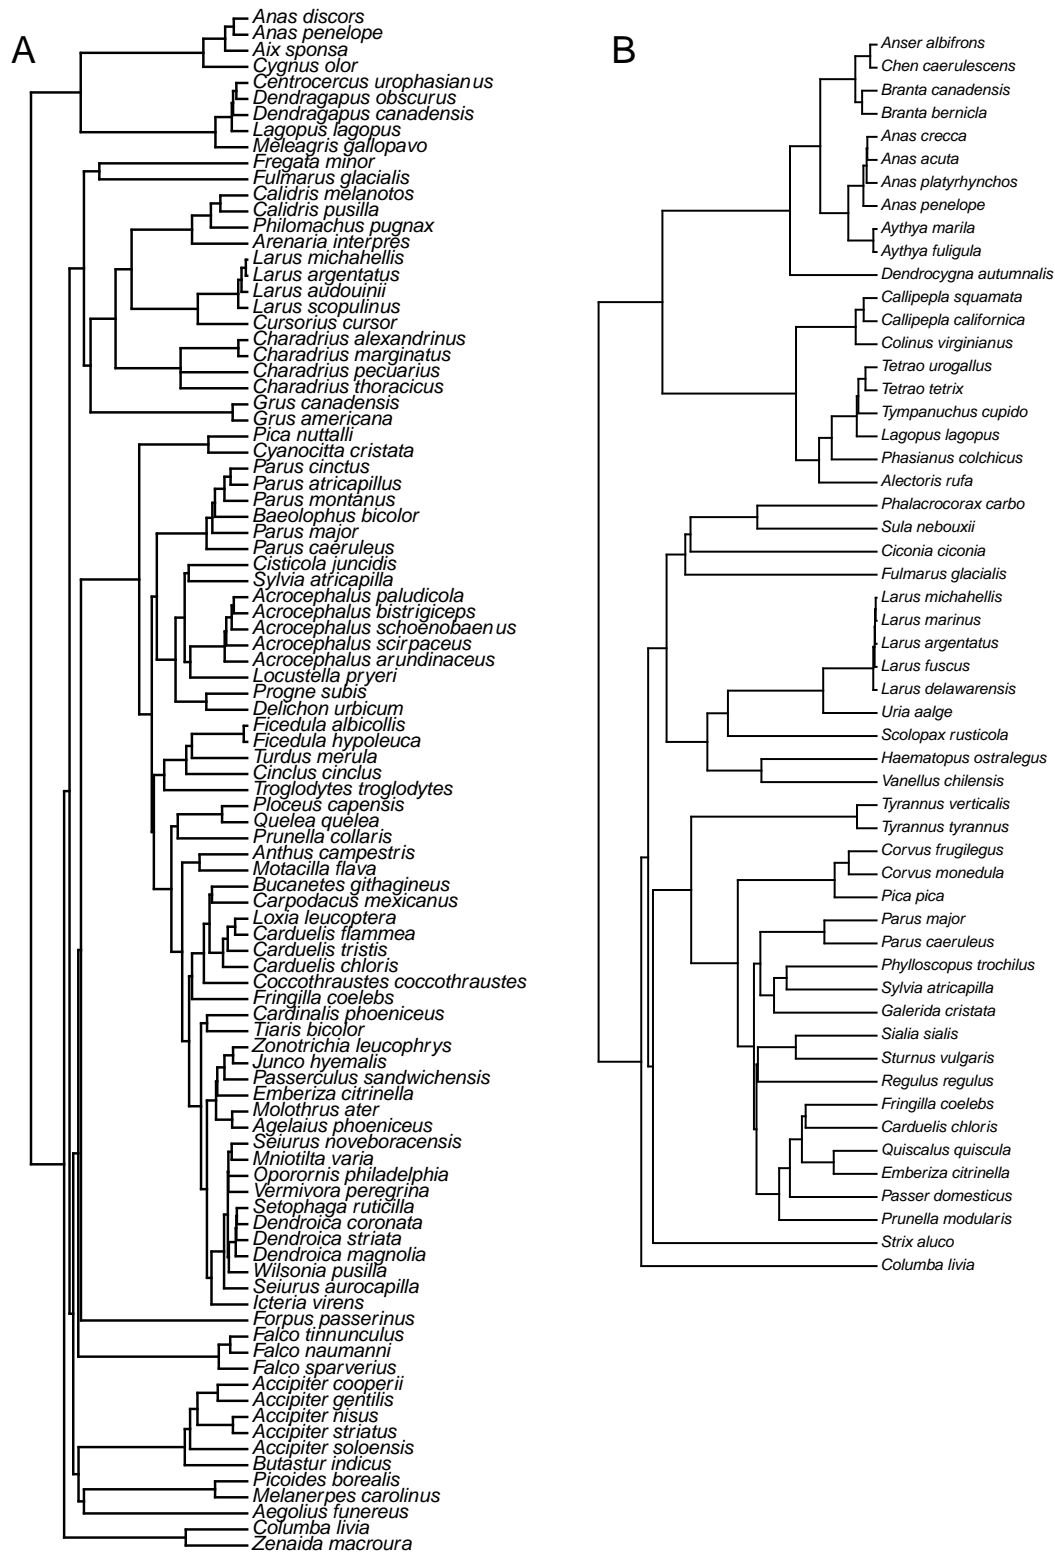 A
Anas discors
Anas penelope
Aix sponsa
Cygnus olor
Centrocercus urophasianus
Dendragapus obscurus
Dendragapus canadensis
Lagopus lagopus
Meleagris gallopavo
Fregata minor
Fulmarus glacialis
Calidris melanotos
Calidris pusilla
Philomachus pugnax
Arenaria interpres
Larus michahellis
Larus argentatus
Larus audouinii
Larus scopulinus
Cursorius cursor
Charadrius alexandrinus
Charadrius marginatus
Charadrius pecuarius
Charadrius thoracicus
Grus canadensis
Grus americana
Pica nuttalli
Cyanocitta cristata
Parus cinctus
Parus atricapillus
Parus montanus
Baeolophus bicolor
Parus major
Parus caeruleus
Cisticola juncidis
Sylvia atricapilla
Acrocephalus paludicola
Acrocephalus bistrigiceps
Acrocephalus schoenobaenus
Acrocephalus scirpaceus
Acrocephalus arundinaceus
Locustella pryeri
Progne subis
Delichon urbicum
Ficedula albicollis
Ficedula hypoleuca
Turdus merula
Cinclus cinclus
Troglodytes troglodytes
Ploceus capensis
Quelea quelea
Prunella collaris
Anthus campestris
Motacilla flava
Bucanetes githagineus
Carpodacus mexicanus
Loxia leucoptera
Carduelis flammea
Carduelis tristis
Carduelis chloris
Coccothraustes coccothraustes
Fringilla coelebs
Cardinalis phoeniceus
Tiaris bicolor
Zonotrichia leucophrys
Junco hyemalis
Passerculus sandwichensis
Emberiza citrinella
Molothrus ater
Agelaius phoeniceus
Seiurus noveboracensis
Mniotilta varia
Oporornis philadelphia
Vermivora peregrina
Setophaga ruticilla
Dendroica coronata
Dendroica striata
Dendroica magnolia
Wilsonia pusilla
Seiurus aurocapilla
Icteria virens
Forpus passerinus
Falco tinnunculus
Falco naumanni
Falco sparverius
Accipiter cooperii
Accipiter gentilis
Accipiter nisus
Accipiter striatus
Accipiter soloensis
Butastur indicus
Picoides borealis
Melanerpes carolinus
Aegolius funereus
Columba livia
Zenaida macroura
B
Anser albifrons
Chen caerulescens
Branta canadensis
Branta bernicla
Anas crecca
Anas acuta
Anas platyrhynchos
Anas penelope
Aythya marila
Aythya fuligula
Dendrocygna autumnalis
Callipepla squamata
Callipepla californica
Colinus virginianus
Tetrao urogallus
Tetrao tetrix
Tympanuchus cupido
Lagopus lagopus
Phasianus colchicus
Alectoris rufa
Phalacrocorax carbo
Sula nebouxii
Ciconia ciconia
Fulmarus glacialis
Larus michahellis
Larus marinus
Larus argentatus
Larus fuscus
Larus delawarensis
Uria aalge
Scolopax rusticola
Haematopus ostralegus
Vanellus chilensis
Tyrannus verticalis
Tyrannus tyrannus
Corvus frugilegus
Corvus monedula
Pica pica
Parus major
Parus caeruleus
Phylloscopus trochilus
Sylvia atricapilla
Galerida cristata
Sialia sialis
Sturnus vulgaris
Regulus regulus
Fringilla coelebs
Carduelis chloris
Quiscalus quiscula
Emberiza citrinella
Passer domesticus
Prunella modularis
Strix aluco
Columba livia